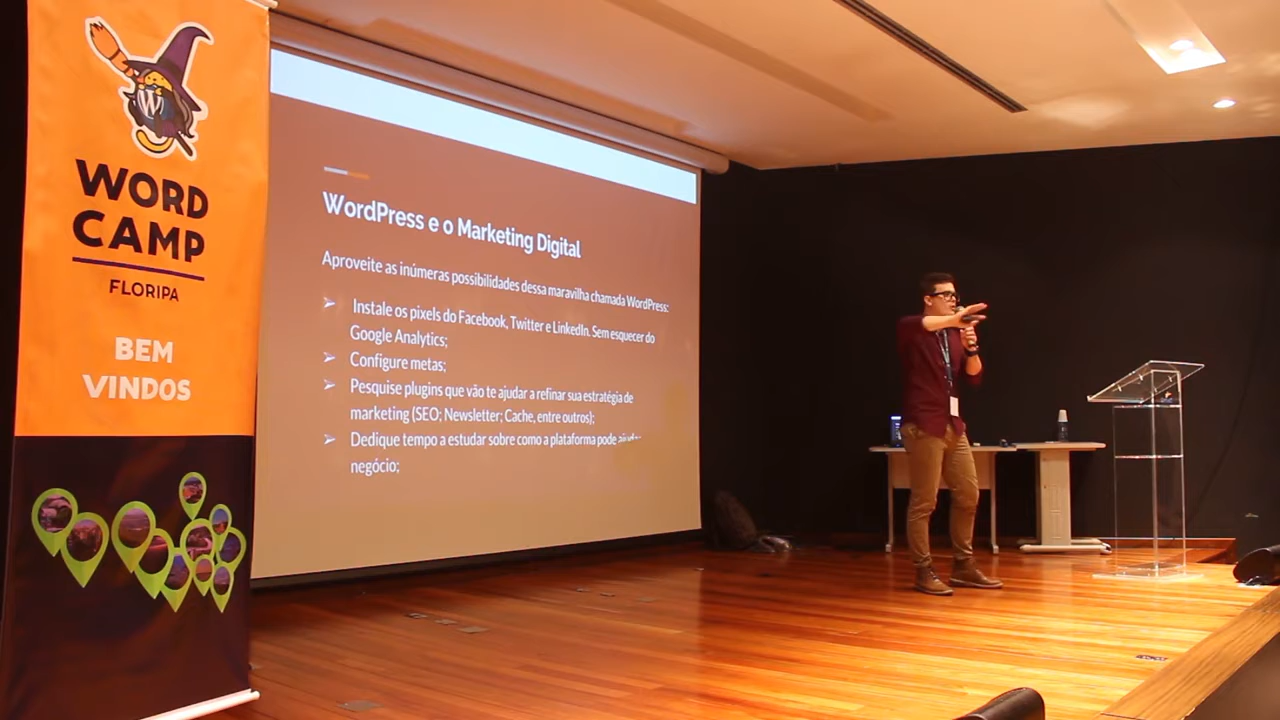 WORD
CAMP
FLORIPA
BEM
VINDOS
WordPress e o Marketing Digital
Aproveite as inúmeras possibilidades dessa maravilha chamada WordPress:
➢ Instale os pixels do Facebook, Twitter e LinkedIn. Sem esquecer do
Google Analytics;
➢ Configure metas;
➢ Pesquise plugins que vão te ajudar a refinar sua estratégia de
marketing (SEO; Newsletter; Cache, entre outros);
➢ Dedique tempo a estudar sobre como a plataforma pode
negócio;